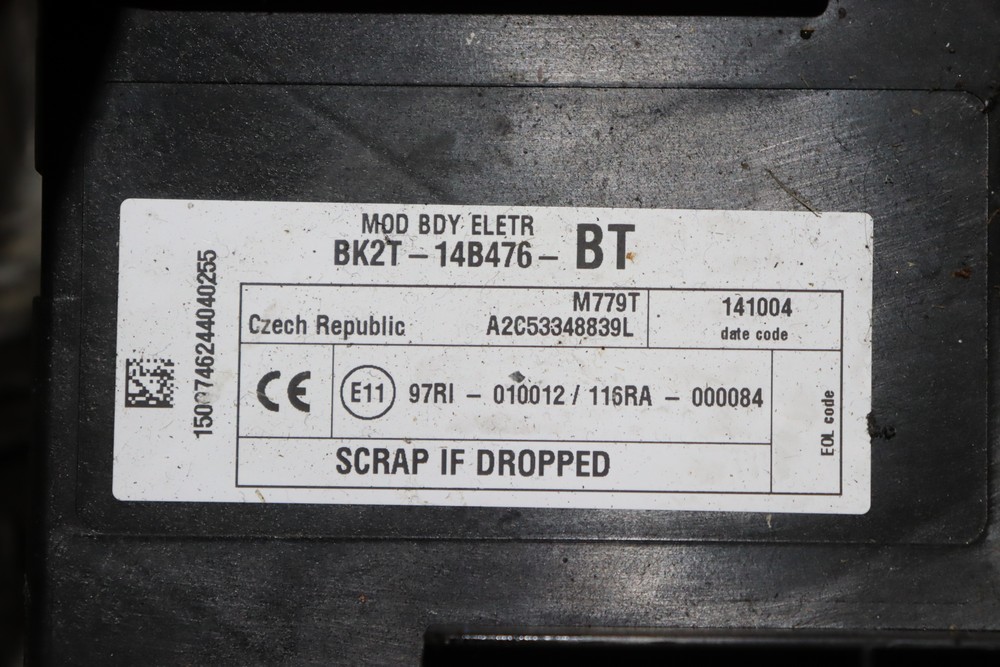 MOD BDY ELETR
BK2T - 14B476 - BT
M779T
Czech Republic A2C53348839L
141004
date code
CE E11 97RI - 010012 / 116RA - 000084
SCRAP IF DROPPED
EOL code